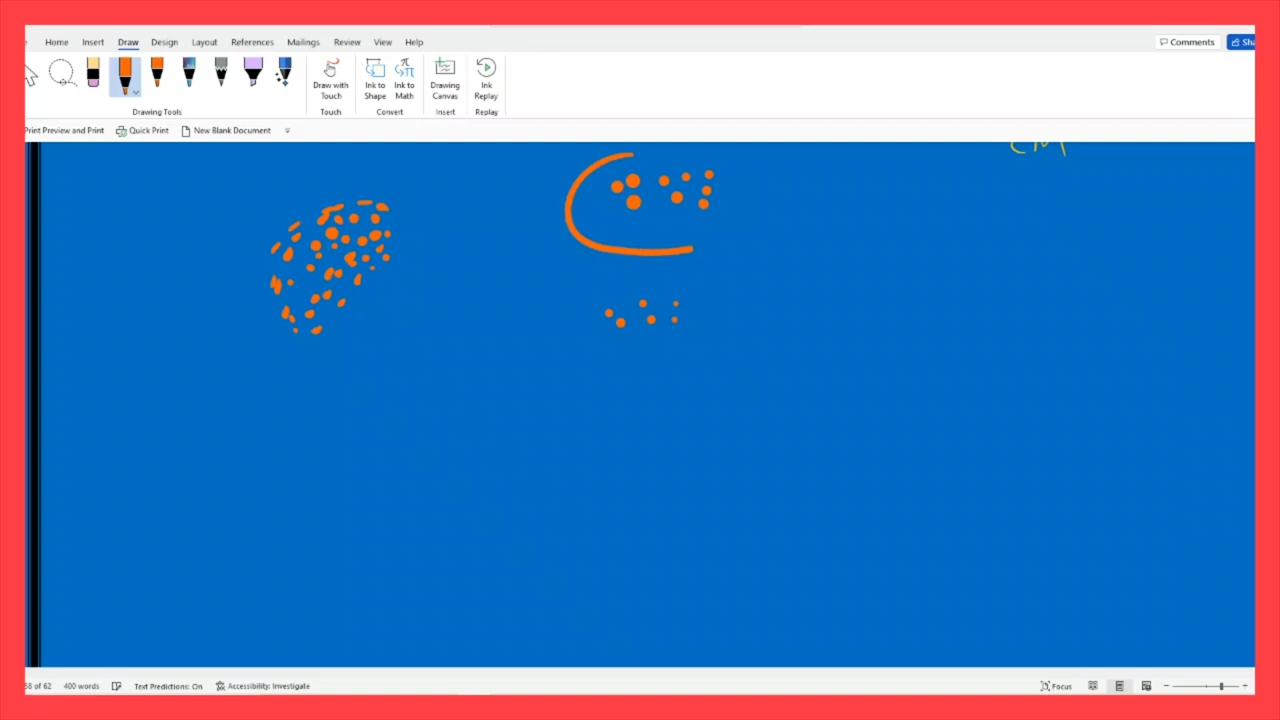 Home Insert Draw Design Layout References Mailings Review View Help Comments
Draw with Touch
Ink to Shape
Ink to Math
Drawing Canvas
Ink Replay
Drawing Tools Touch Convert Insert Replay
Print Preview and Print Quick Print New Blank Document
of 62 400 words Text Predictions: On Accessibility: Investigate Focus